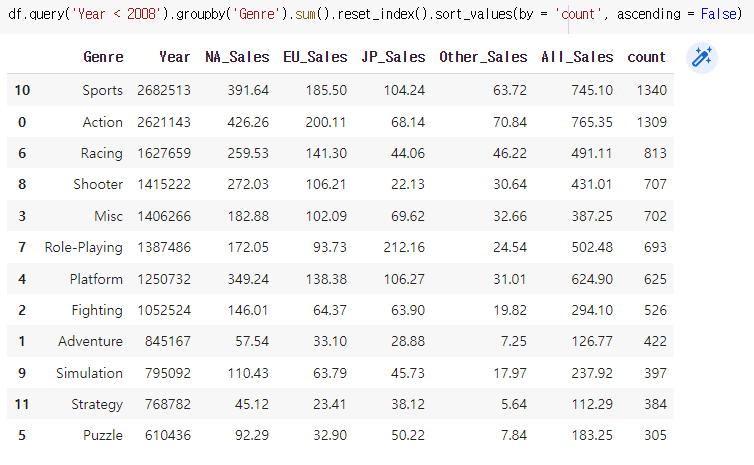 df.query('Year < 2008').groupby('Genre').sum().reset_index().sort_values(by = 'count', ascending = False)
Genre Year NA_Sales EU_Sales JP_Sales Other_Sales All_Sales count
10 Sports 2682513 391.64 185.50 104.24 63.72 745.10 1340
0 Action 2621143 426.26 200.11 68.14 70.84 765.35 1309
6 Racing 1627659 259.53 141.30 44.06 46.22 491.11 813
8 Shooter 1415222 272.03 106.21 22.13 30.64 431.01 707
3 Misc 1406266 182.88 102.09 69.62 32.66 387.25 702
7 Role-Playing 1387486 172.05 93.73 212.16 24.54 502.48 693
4 Platform 1250732 349.24 138.38 106.27 31.01 624.90 625
2 Fighting 1052524 146.01 64.37 63.90 19.82 294.10 526
1 Adventure 845167 57.54 33.10 28.88 7.25 126.77 422
9 Simulation 795092 110.43 63.79 45.73 17.97 237.92 397
11 Strategy 768782 45.12 23.41 38.12 5.64 112.29 384
5 Puzzle 610436 92.29 32.90 50.22 7.84 183.25 305